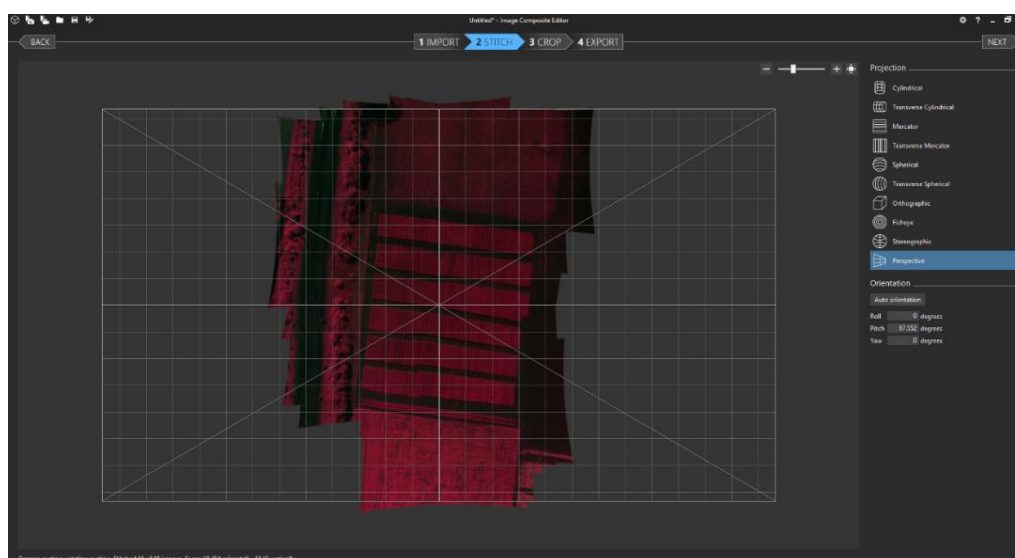 Untitled* - Image Composite Editor
?
BACK
1 IMPORT
2 STITCH
3 CROP
4 EXPORT
NEXT
Projection
Cylindrical
Transverse Cylindrical
Mercator
Transverse Mercator
Spherical
Transverse Spherical
Orthographic
Fisheye
Stereographic
Perspective
Orientation
Auto orientation
Roll 0 degrees
Pitch 87.552 degrees
Yaw 0 degrees